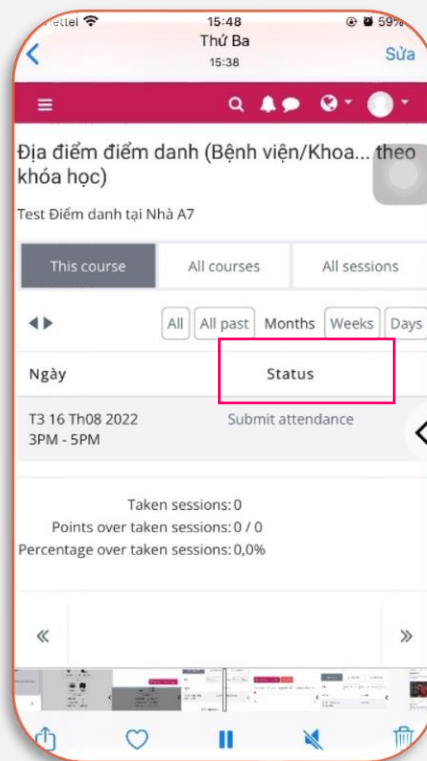 15:48
59%
Thứ Ba
15:38
Sửa
Địa điểm điểm danh (Bệnh viện/Khoa... theo
khóa học)
Test Điểm danh tại Nhà A7
This course
All courses
All sessions
All
All past
Months
Weeks
Days
Ngày
Status
T3 16 Th08 2022
3PM - 5PM
Submit attendance
Taken sessions: 0
Points over taken sessions: 0 / 0
Percentage over taken sessions: 0,0%